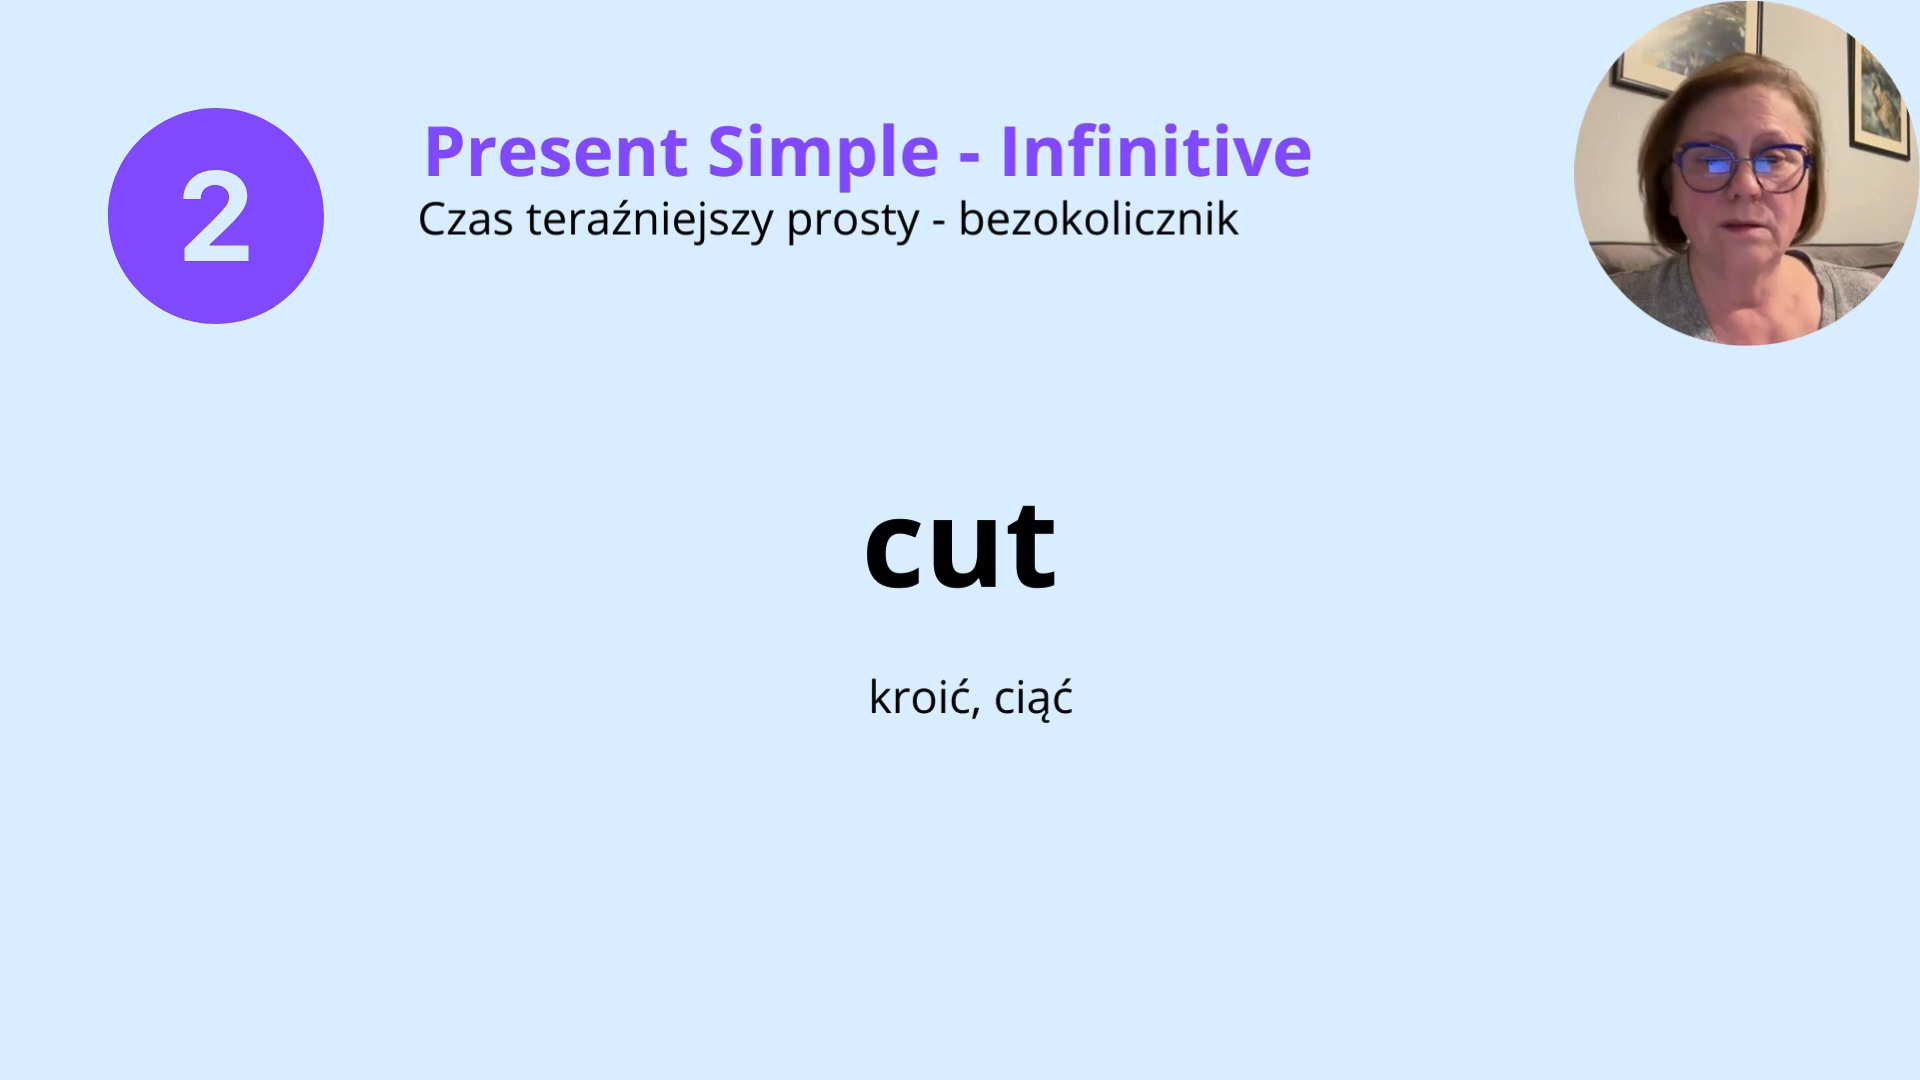 2
Present Simple - Infinitive
Czas teraźniejszy prosty - bezokolicznik
cut
kroić, ciąć